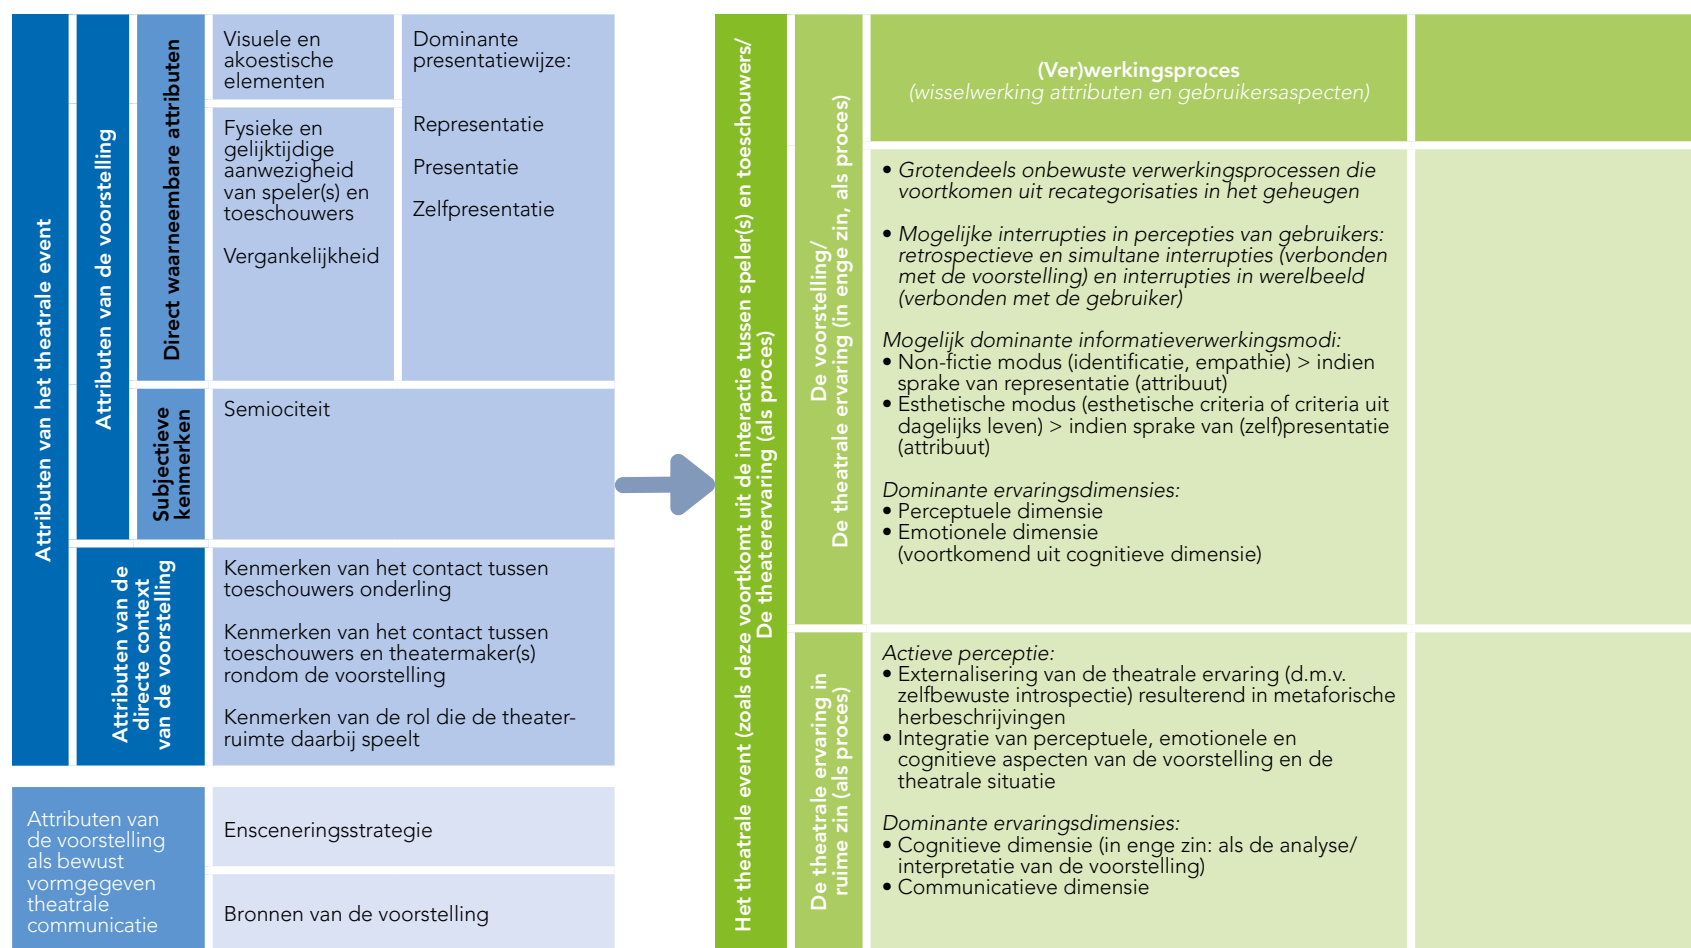 Attributen van het theatrale event
Attributen van de voorstelling
Direct waarneembare attributen
Visuele en
akoestische
elementen
Fysieke en
gelijktijdige
aanwezigheid
van speler(s) en
toeschouwers
Vergankelijkheid
Dominante
presentatiewijze:
Representatie
Presentatie
Zelfpresentatie
Subjectieve
kenmerken
Semiociteit
Attributen van de
directe context
van de voorstelling
Kenmerken van het contact tussen
toeschouwers onderling
Kenmerken van het contact tussen
toeschouwers en theatermaker(s)
rondom de voorstelling
Kenmerken van de rol die de theater-
ruimte daarbij speelt
Attributen van
de voorstelling
als bewust
vormgegeven
theatrale
communicatie
Ensceneringsstrategie
Bronnen van de voorstelling
Het theatrale event (zoals deze voortkomt uit de interactie tussen speler(s) en toeschouwers/
De theaterervaring (als proces)
De voorstelling/
De theatrale ervaring (in enge zin, als proces)
(Ver)werkingsproces
(wisselwerking attributen en gebruikersaspecten)
• Grotendeels onbewuste verwerkingsprocessen die
voortkomen uit recategorisaties in het geheugen
• Mogelijke interrupties in percepties van gebruikers:
retrospectieve en simultane interrupties (verbonden
met de voorstelling) en interrupties in werelbeeld
(verbonden met de gebruiker)
Mogelijk dominante informatieverwerkingsmodi:
• Non-fictie modus (identificatie, empathie) > indien
sprake van representatie (attribuut)
• Esthetische modus (esthetische criteria of criteria uit
dagelijks leven) > indien sprake van (zelf)presentatie
(attribuut)
Dominante ervaringsdimensies:
• Perceptuele dimensie
• Emotionele dimensie
(voortkomend uit cognitieve dimensie)
De theatrale ervaring in
ruime zin (als proces)
Actieve perceptie:
• Externalisering van de theatrale ervaring (d.m.v.
zelfbewuste introspectie) resulterend in metaforische
herbeschrijvingen
• Integratie van perceptuele, emotionele en
cognitieve aspecten van de voorstelling en de
theatrale situatie
Dominante ervaringsdimensies:
• Cognitieve dimensie (in enge zin: als de analyse/
interpretatie van de voorstelling)
• Communicatieve dimensie